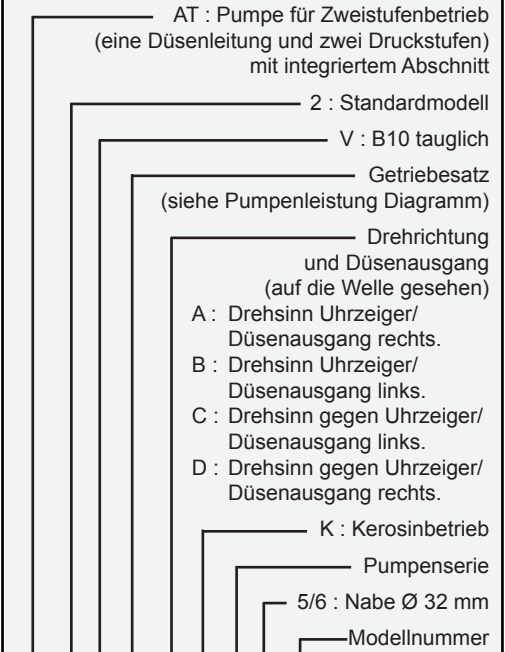 AT : Pumpe für Zweistufenbetrieb
(eine Düsenleitung und zwei Druckstufen)
mit integriertem Abschnitt
2 : Standardmodell
V : B10 tauglich
Getriebesatz
(siehe Pumpenleistung Diagramm)
Drehrichtung
und Düsenausgang
(auf die Welle gesehen)
A : Drehsinn Uhrzeiger/
Düsenausgang rechts.
B : Drehsinn Uhrzeiger/
Düsenausgang links.
C : Drehsinn gegen Uhrzeiger/
Düsenausgang links.
D : Drehsinn gegen Uhrzeiger/
Düsenausgang rechts.
K : Kerosinbetrieb
Pumpenserie
5/6 : Nabe Ø 32 mm
Modellnummer